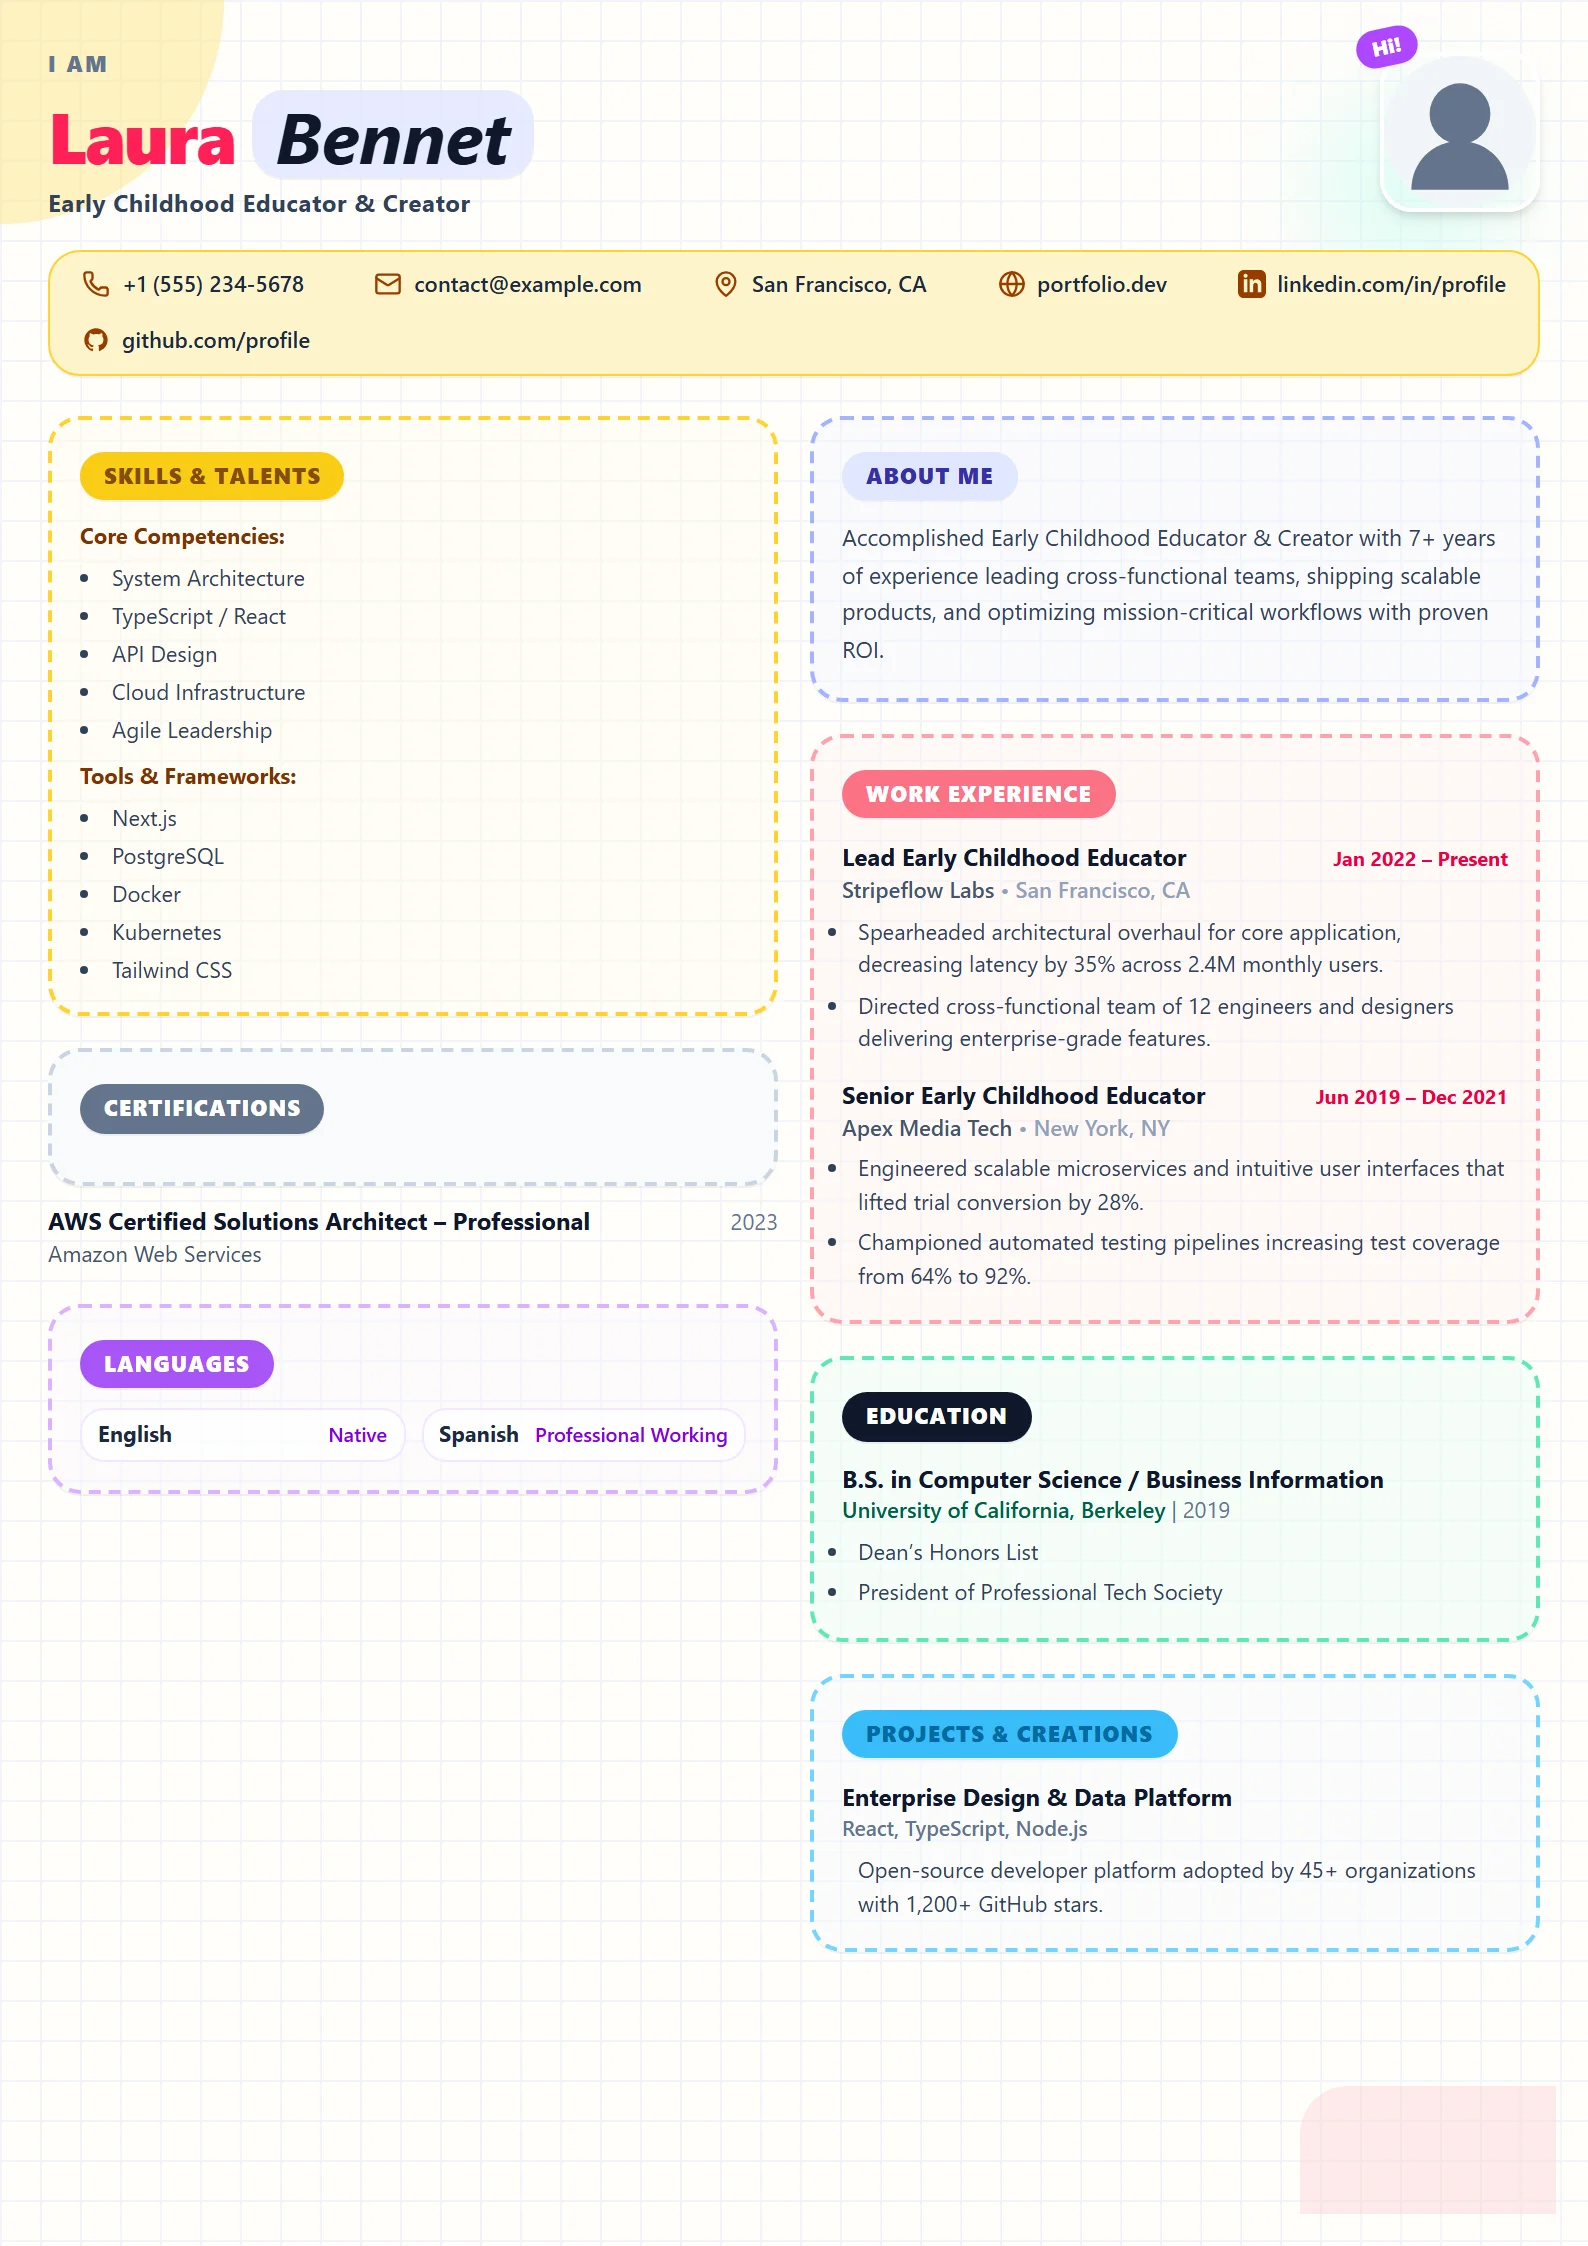 I AM
Hi!
Laura Bennet
Early Childhood Educator & Creator
+1 (555) 234-5678
contact@example.com
San Francisco, CA
portfolio.dev
linkedin.com/in/profile
github.com/profile
SKILLS & TALENTS
Core Competencies:
• System Architecture
• TypeScript / React
• API Design
• Cloud Infrastructure
• Agile Leadership
Tools & Frameworks:
• Next.js
• PostgreSQL
• Docker
• Kubernetes
• Tailwind CSS
CERTIFICATIONS
AWS Certified Solutions Architect – Professional 2023
Amazon Web Services
LANGUAGES
English Native
Spanish Professional Working
ABOUT ME
Accomplished Early Childhood Educator & Creator with 7+ years
of experience leading cross-functional teams, shipping scalable
products, and optimizing mission-critical workflows with proven
ROI.
WORK EXPERIENCE
Lead Early Childhood Educator Jan 2022 – Present
Stripeflow Labs • San Francisco, CA
• Spearheaded architectural overhaul for core application,
decreasing latency by 35% across 2.4M monthly users.
• Directed cross-functional team of 12 engineers and designers
delivering enterprise-grade features.
Senior Early Childhood Educator Jun 2019 – Dec 2021
Apex Media Tech • New York, NY
• Engineered scalable microservices and intuitive user interfaces that
lifted trial conversion by 28%.
• Championed automated testing pipelines increasing test coverage
from 64% to 92%.
EDUCATION
B.S. in Computer Science / Business Information
University of California, Berkeley | 2019
• Dean’s Honors List
• President of Professional Tech Society
PROJECTS & CREATIONS
Enterprise Design & Data Platform
React, TypeScript, Node.js
Open-source developer platform adopted by 45+ organizations
with 1,200+ GitHub stars.